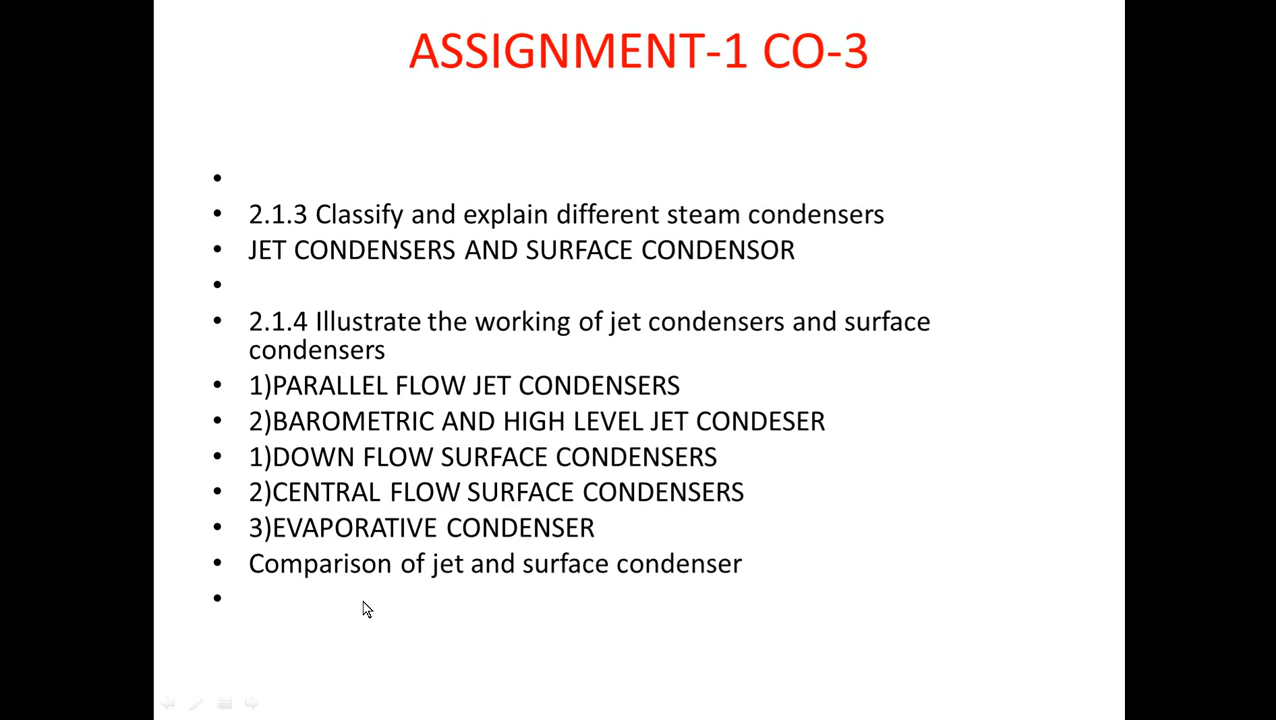 ASSIGNMENT-1 CO-3
•
• 2.1.3 Classify and explain different steam condensers
• JET CONDENSERS AND SURFACE CONDENSOR
•
• 2.1.4 Illustrate the working of jet condensers and surface
condensers
• 1)PARALLEL FLOW JET CONDENSERS
• 2)BAROMETRIC AND HIGH LEVEL JET CONDESER
• 1)DOWN FLOW SURFACE CONDENSERS
• 2)CENTRAL FLOW SURFACE CONDENSERS
• 3)EVAPORATIVE CONDENSER
• Comparison of jet and surface condenser
•